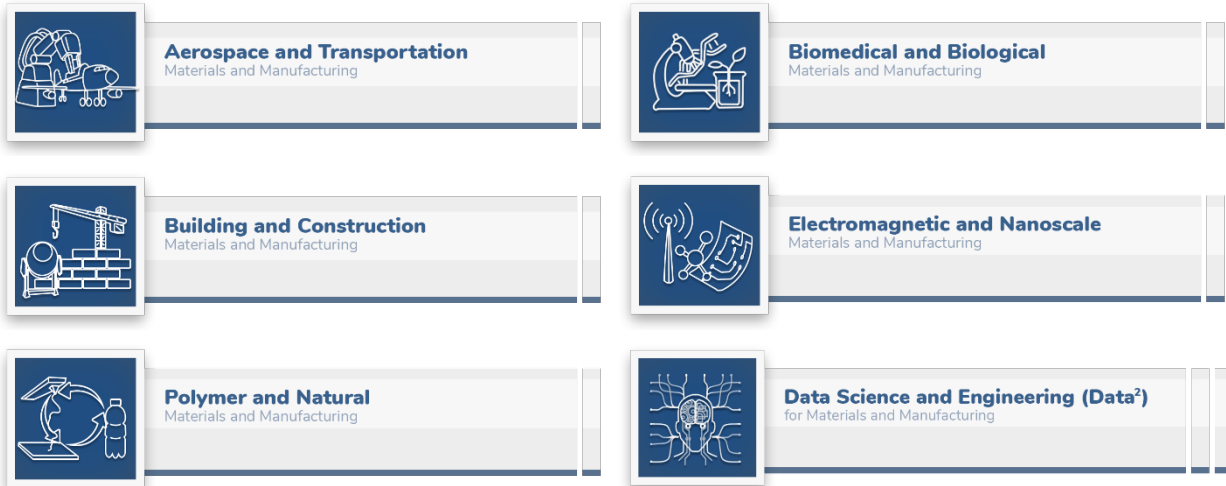 Aerospace and Transportation
Materials and Manufacturing
Biomedical and Biological
Materials and Manufacturing
Building and Construction
Materials and Manufacturing
Electromagnetic and Nanoscale
Materials and Manufacturing
Polymer and Natural
Materials and Manufacturing
Data Science and Engineering (Data²)
for Materials and Manufacturing